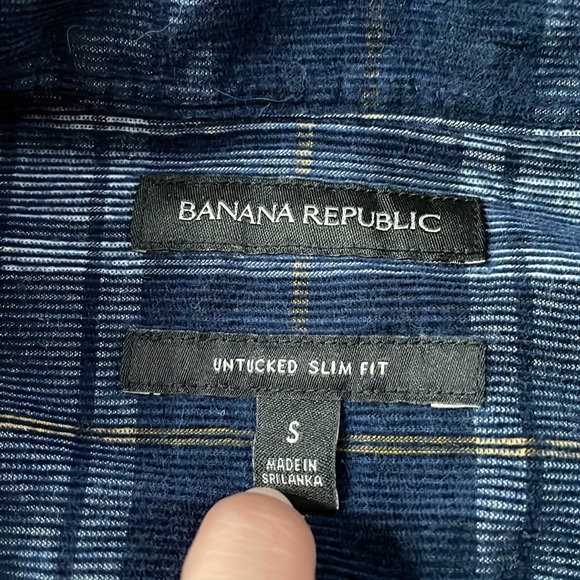 BANANA REPUBLIC
UNTUCKED SLIM FIT
S
MADE IN
SRI LANKA